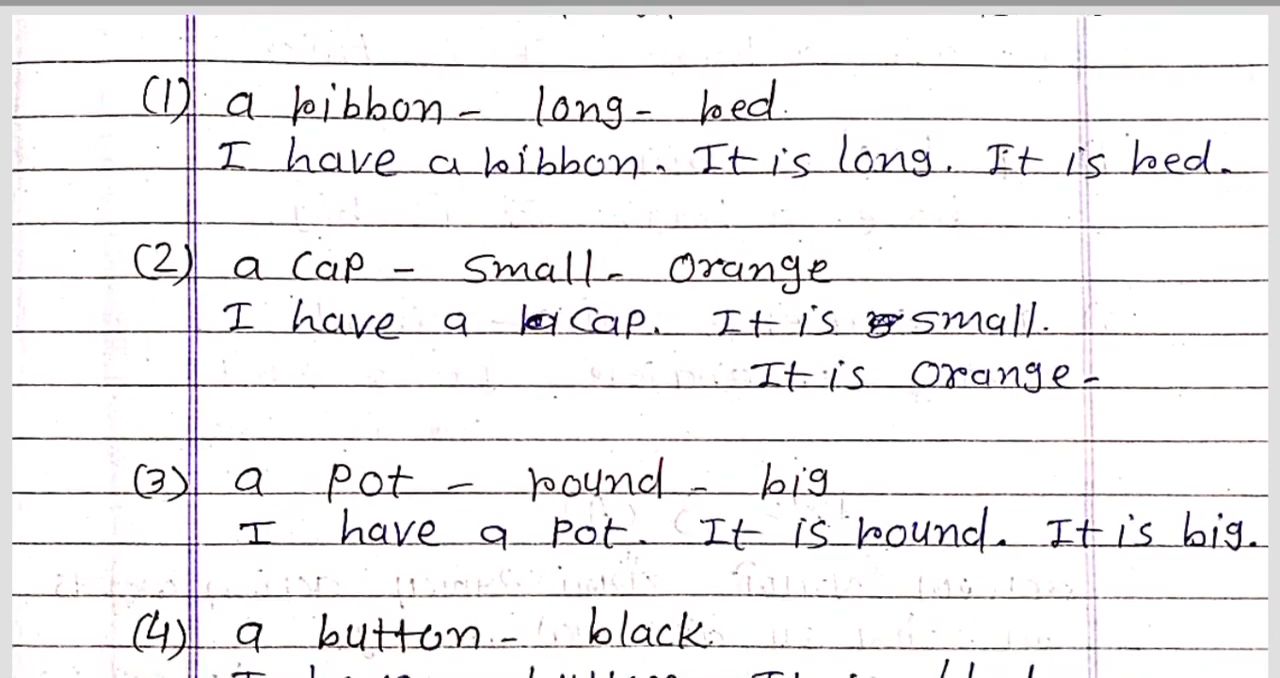 (1) a ribbon - long - red.
I have a ribbon. It is long. It is red.
(2) a cap - small - orange
I have a cap. It is small.
It is orange.
(3) a pot - round - big
I have a pot. It is round. It is big.
(4) a button - black.